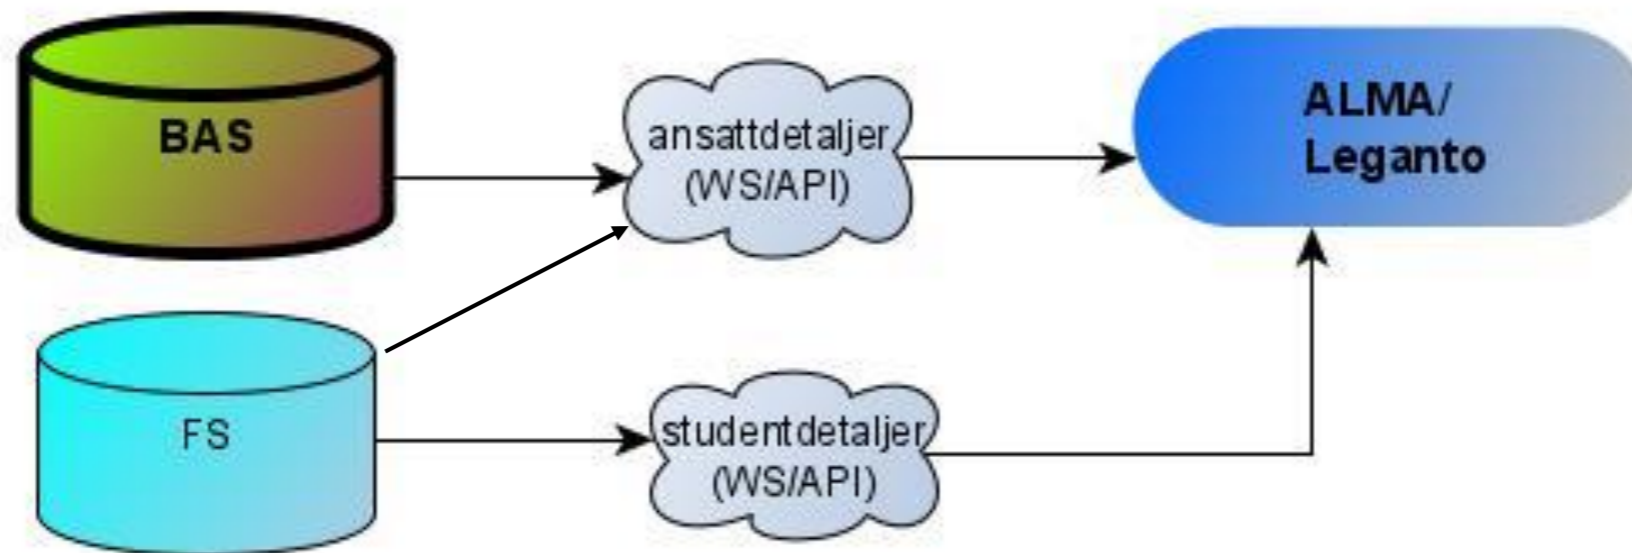 BAS
ansattdetaljer
(WS/API)
ALMA/
Leganto
FS
studentdetaljer
(WS/API)